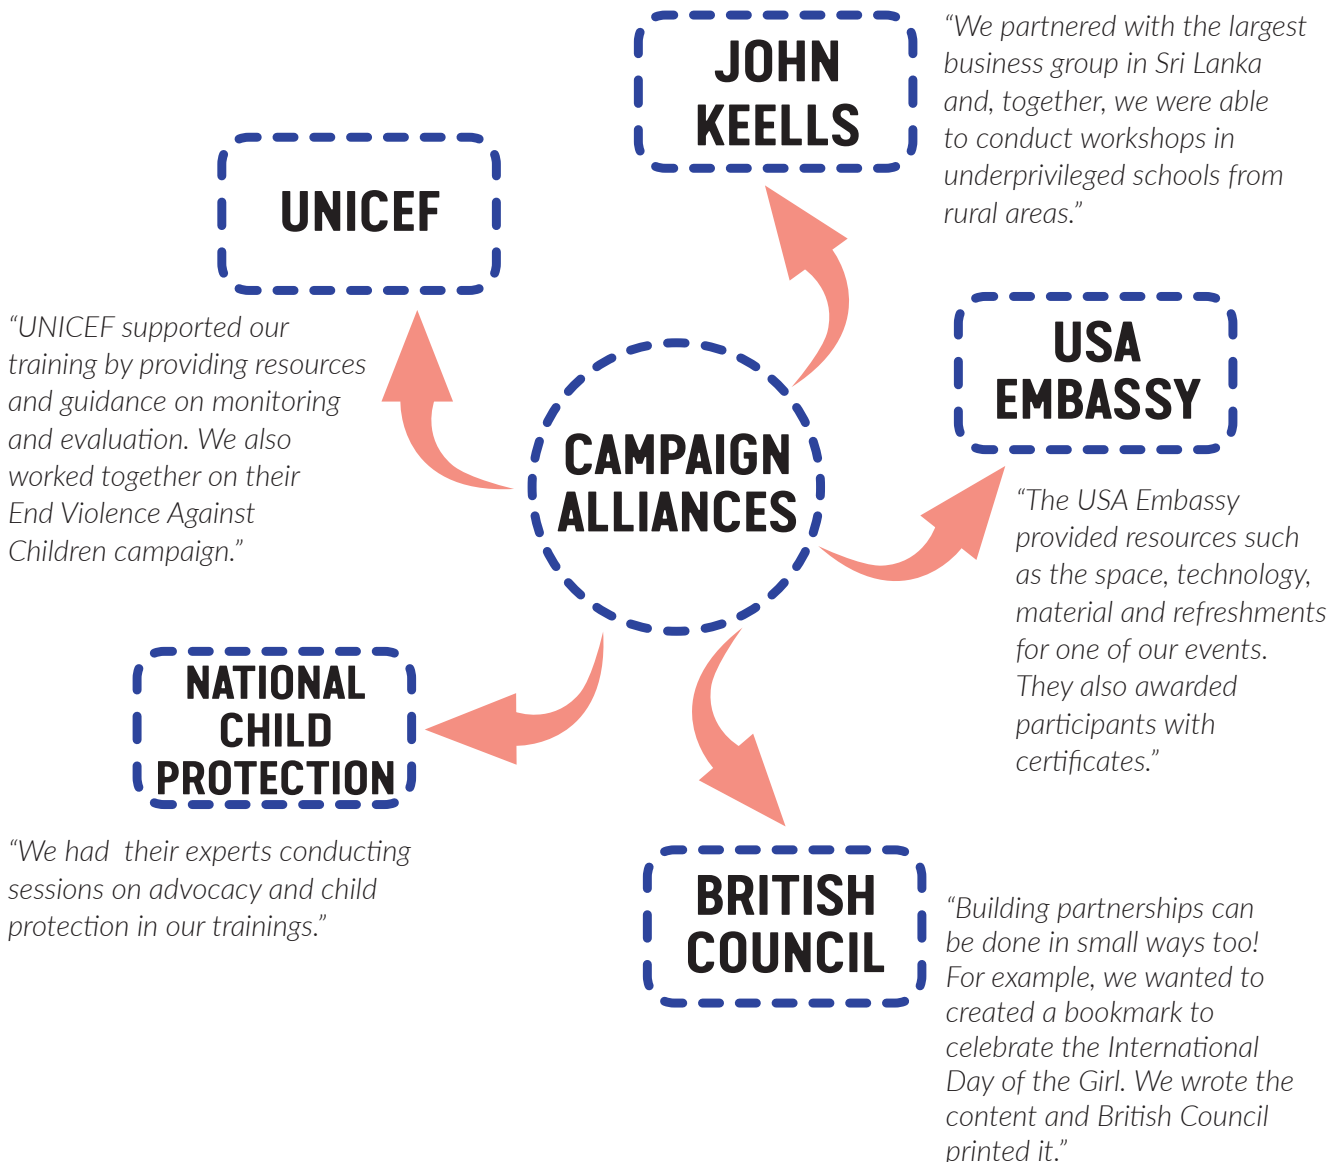 JOHN
KEELLS
“We partnered with the largest
business group in Sri Lanka
and, together, we were able
to conduct workshops in
underprivileged schools from
rural areas.”
UNICEF
“UNICEF supported our
training by providing resources
and guidance on monitoring
and evaluation. We also
worked together on their
End Violence Against
Children campaign.”
USA
EMBASSY
“The USA Embassy
provided resources such
as the space, technology,
material and refreshments
for one of our events.
They also awarded
participants with
certificates.”
CAMPAIGN
ALLIANCES
NATIONAL
CHILD
PROTECTION
“We had  their experts conducting
sessions on advocacy and child
protection in our trainings.”
BRITISH
COUNCIL
“Building partnerships can
be done in small ways too!
For example, we wanted to
created a bookmark to
celebrate the International
Day of the Girl. We wrote the
content and British Council
printed it.”